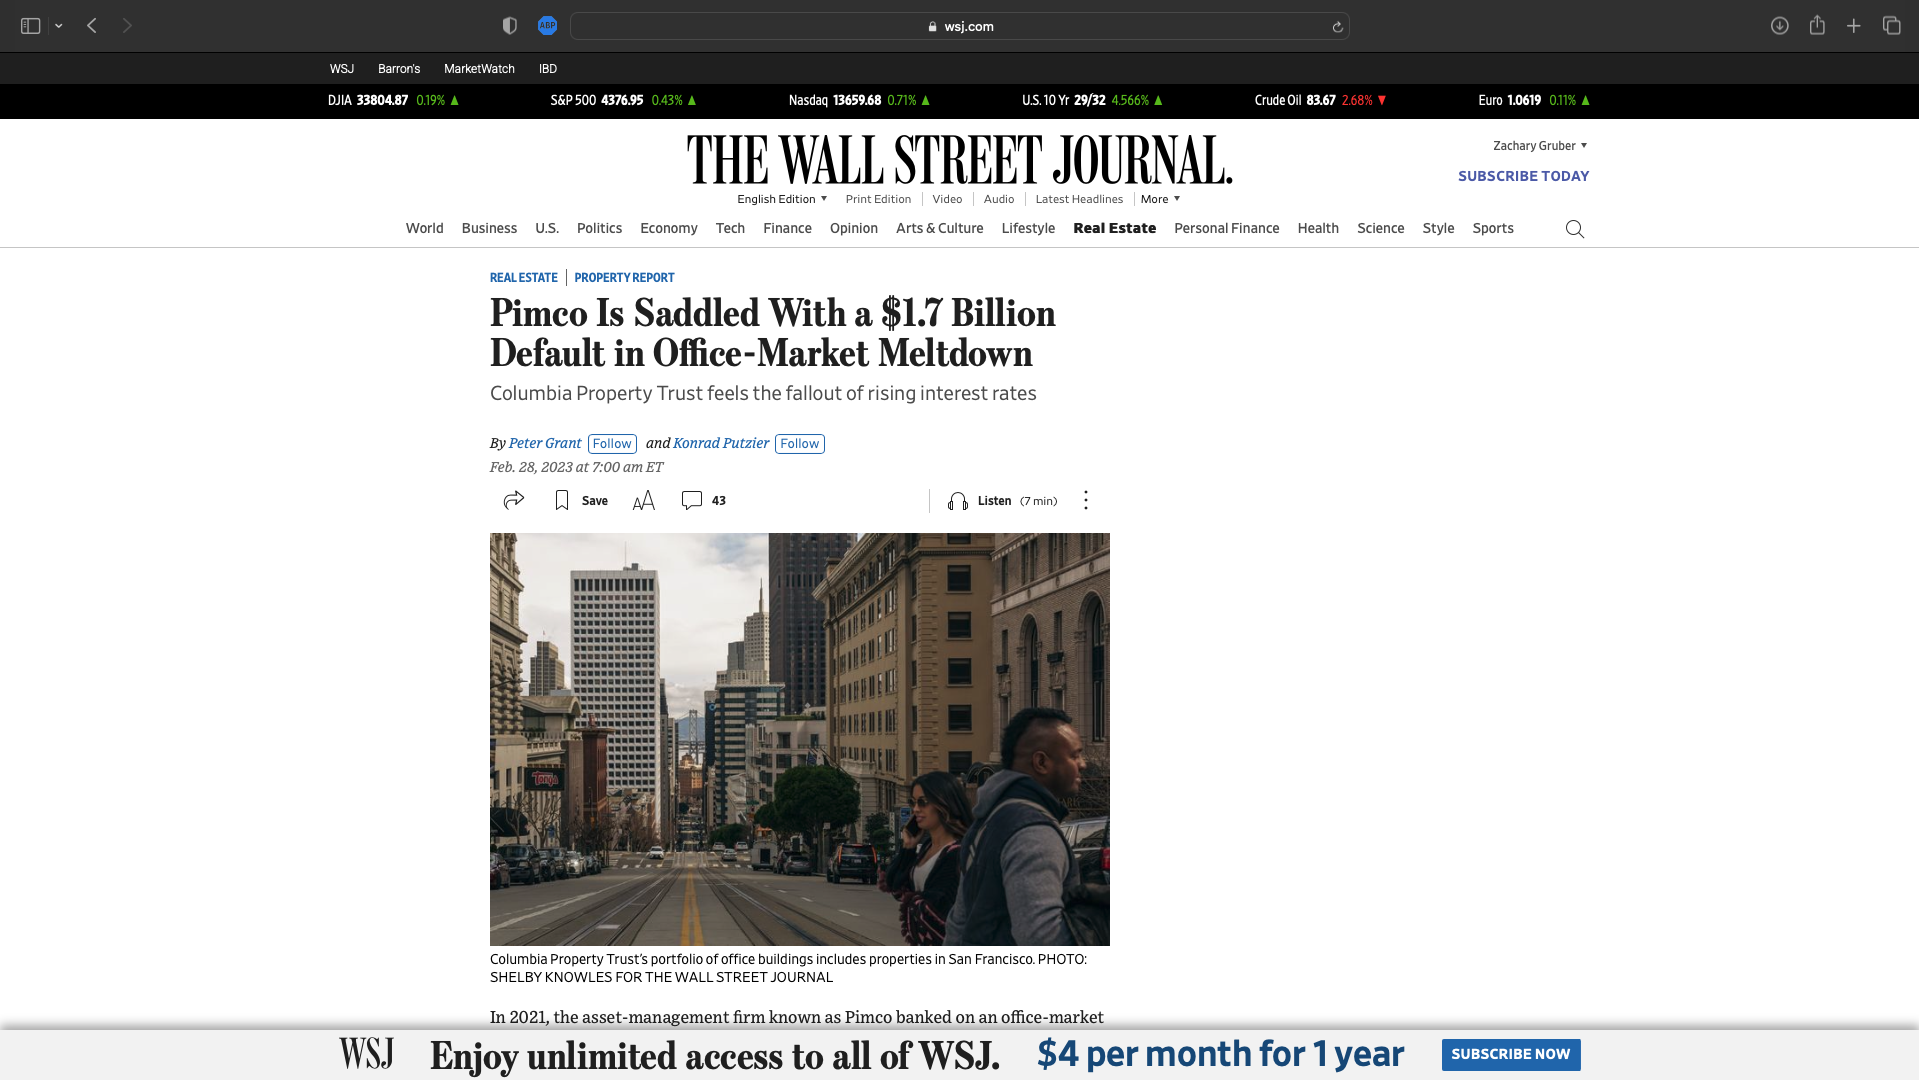 ABP
wsj.com
WSJ Barron's MarketWatch IBD
DJIA 33804.87 0.19% ▲ S&P 500 4376.95 0.43% ▲ Nasdaq 13659.68 0.71% ▲ U.S. 10 Yr 29/32 4.566% ▲ Crude Oil 83.67 2.68% ▼ Euro 1.0619 0.11% ▲
THE WALL STREET JOURNAL.
Zachary Gruber ▼
SUBSCRIBE TODAY
English Edition ▼ Print Edition Video Audio Latest Headlines More ▼
World Business U.S. Politics Economy Tech Finance Opinion Arts & Culture Lifestyle Real Estate Personal Finance Health Science Style Sports
REAL ESTATE PROPERTY REPORT
Pimco Is Saddled With a $1.7 Billion
Default in Office-Market Meltdown
Columbia Property Trust feels the fallout of rising interest rates
By Peter Grant Follow and Konrad Putzier Follow
Feb. 28, 2023 at 7:00 am ET
Save AA 43 Listen (7 min)
Tonga
Columbia Property Trust's portfolio of office buildings includes properties in San Francisco. PHOTO:
SHELBY KNOWLES FOR THE WALL STREET JOURNAL
In 2021, the asset-management firm known as Pimco banked on an office-market
WSJ Enjoy unlimited access to all of WSJ. $4 per month for 1 year SUBSCRIBE NOW